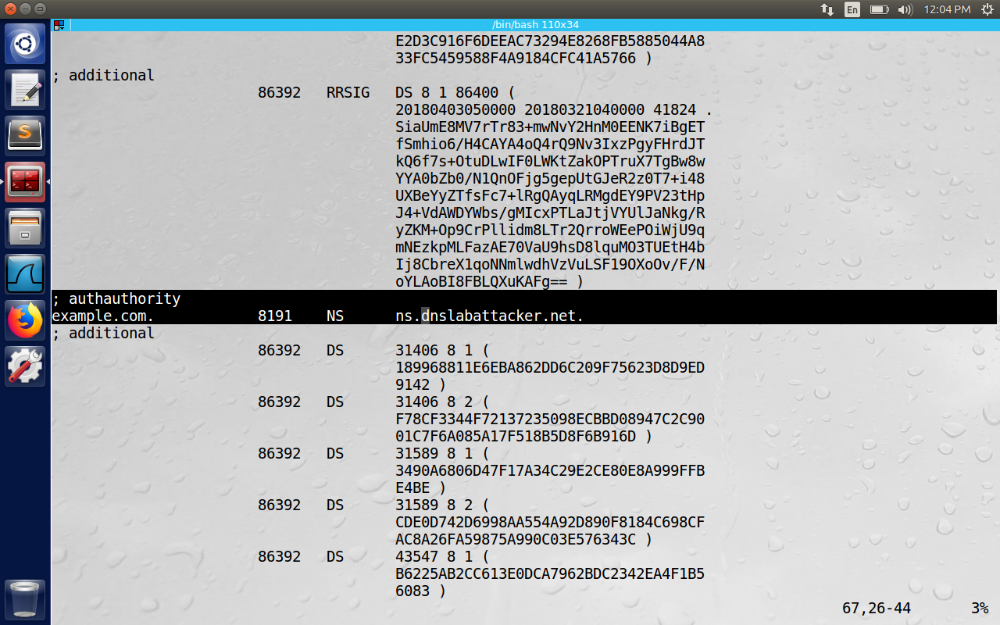 En 12:04 PM
/bin/bash 110x34
E2D3C916F6DEEAC73294E8268FB5885044A8
33FC5459588F4A9184CFC41A5766 )
; additional
86392 RRSIG DS 8 1 86400 (
20180403050000 20180321040000 41824 .
SiaUmE8MV7rTr83+mwNvY2HnM0EENK7iBgET
fSmhio6/H4CAYA4oQ4rQ9Nv3IxzPgyFHrdJT
kQ6f7s+OtuDLwIF0LWKtZakOPTruX7TgBw8w
YYA0bZb0/N1QnOFjg5gepUtGJeR2z0T7+i48
UXBeYyZTfsFc7+lRgQAyqLRMgdEY9PV23tHp
J4+VdAWDYWbs/gMIcxPTLaJtjVYUlJaNkg/R
yZKM+Op9CrPllidm8LTr2QrroWEePOiWjU9q
mNEzkpMLFazAE70VaU9hsD8lquMO3TUEtH4b
Ij8CbreX1qoNNmlwdhVzVuLSF19OXoOv/F/N
oYLAoBI8FBLQXuKAFg== )
; authauthority
example.com. 8191 NS ns.dnslabattacker.net.
; additional
86392 DS 31406 8 1 (
189968811E6EBA862DD6C209F75623D8D9ED
9142 )
86392 DS 31406 8 2 (
F78CF3344F72137235098ECBBD08947C2C90
01C7F6A085A17F518B5D8F6B916D )
86392 DS 31589 8 1 (
3490A6806D47F17A34C29E2CE80E8A999FFB
E4BE )
86392 DS 31589 8 2 (
CDE0D742D6998AA554A92D890F8184C698CF
AC8A26FA59875A990C03E576343C )
86392 DS 43547 8 1 (
B6225AB2CC613E0DCA7962BDC2342EA4F1B5
6083 )
67,26-44 3%